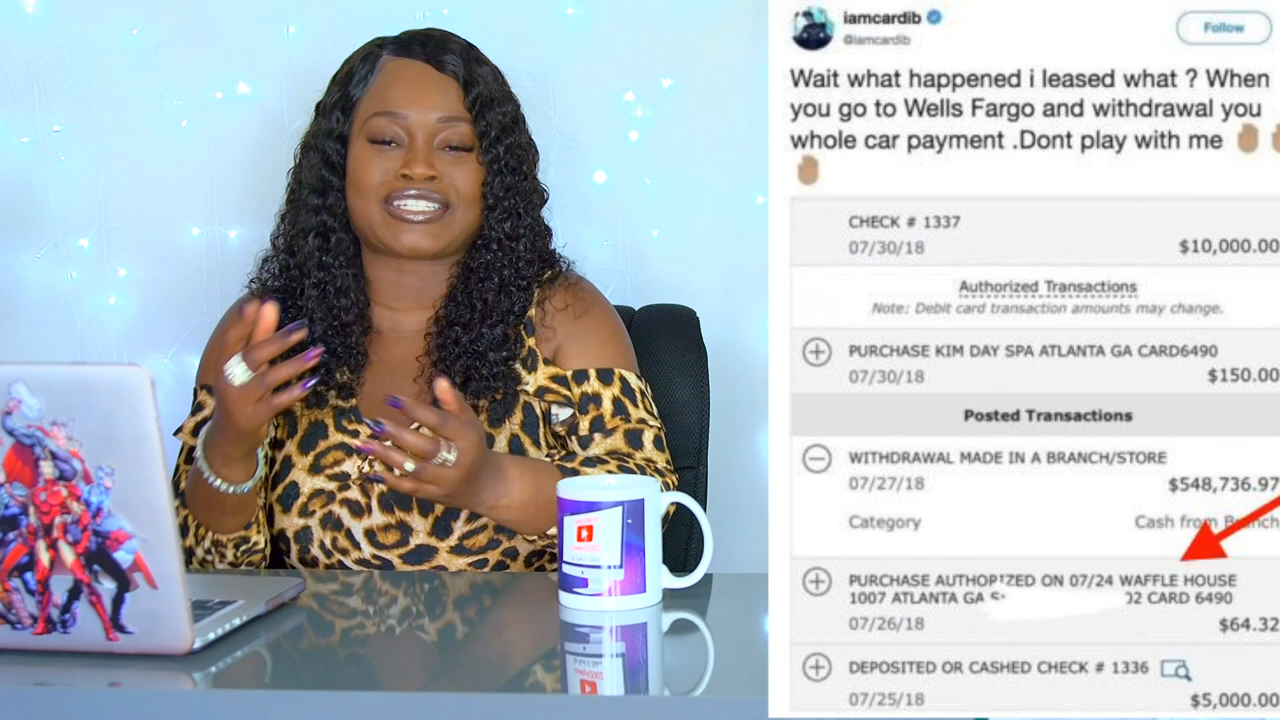 iamcardib
@iamcardib
Follow
Wait what happened i leased what ? When
you go to Wells Fargo and withdrawal you
whole car payment .Dont play with me
CHECK # 1337
07/30/18 $10,000.00
Authorized Transactions
Note: Debit card transaction amounts may change.
PURCHASE KIM DAY SPA ATLANTA GA CARD6490
07/30/18 $150.00
Posted Transactions
WITHDRAWAL MADE IN A BRANCH/STORE
07/27/18 $548,736.97
Category Cash from Branch
PURCHASE AUTHORIZED ON 07/24 WAFFLE HOUSE
1007 ATLANTA GA CARD 6490
07/26/18 $64.32
DEPOSITED OR CASHED CHECK # 1336
07/25/18 $5,000.00